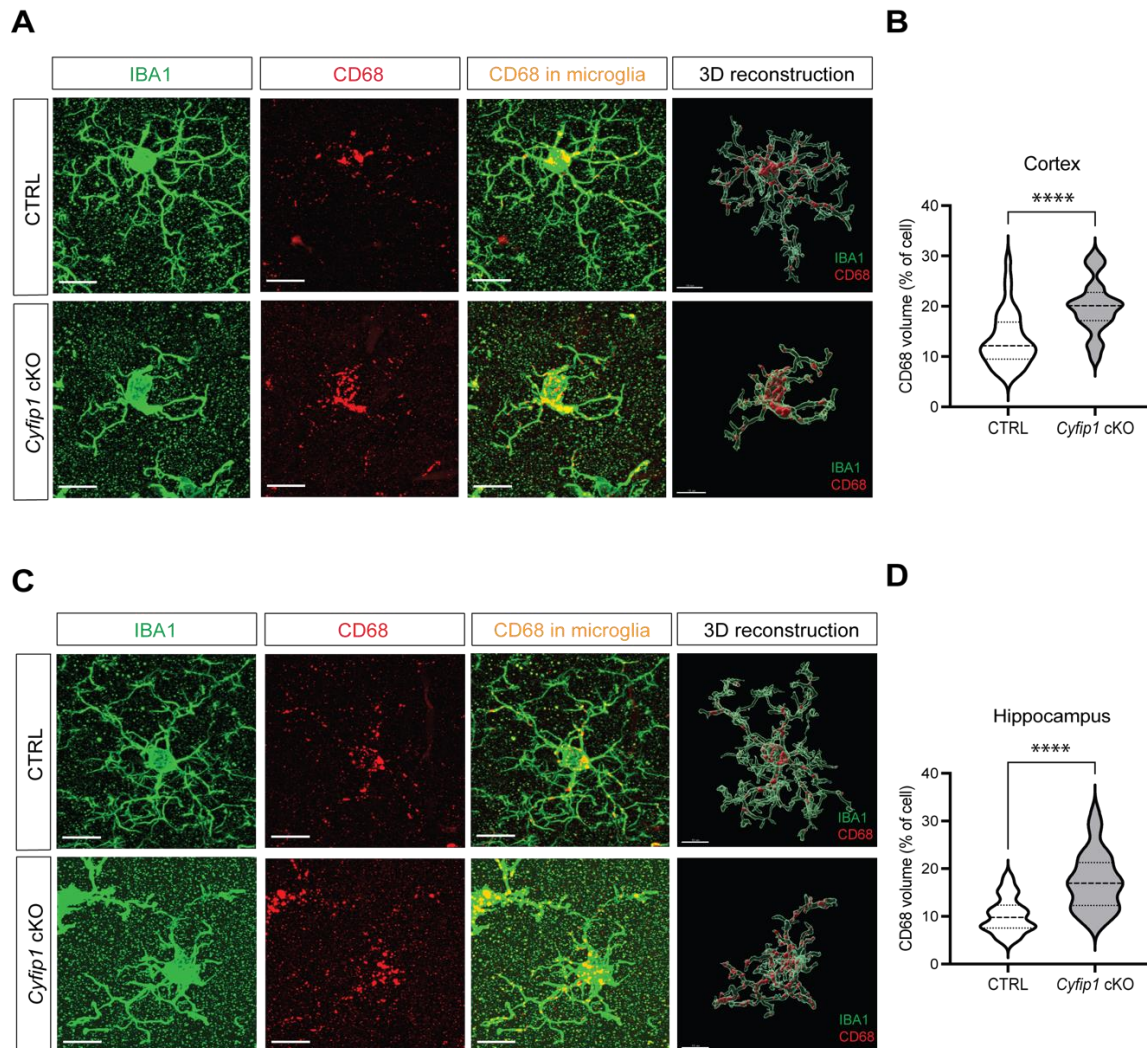 A
IBA1
CD68
CD68 in microglia
3D reconstruction
CTRL
IBA1
CD68
Cyfip1 cKO
IBA1
CD68
B
Cortex
****
40
30
20
10
0
CD68 volume (% of cell)
CTRL
Cyfip1 cKO
C
IBA1
CD68
CD68 in microglia
3D reconstruction
CTRL
IBA1
CD68
Cyfip1 cKO
IBA1
CD68
D
Hippocampus
****
40
30
20
10
0
CD68 volume (% of cell)
CTRL
Cyfip1 cKO